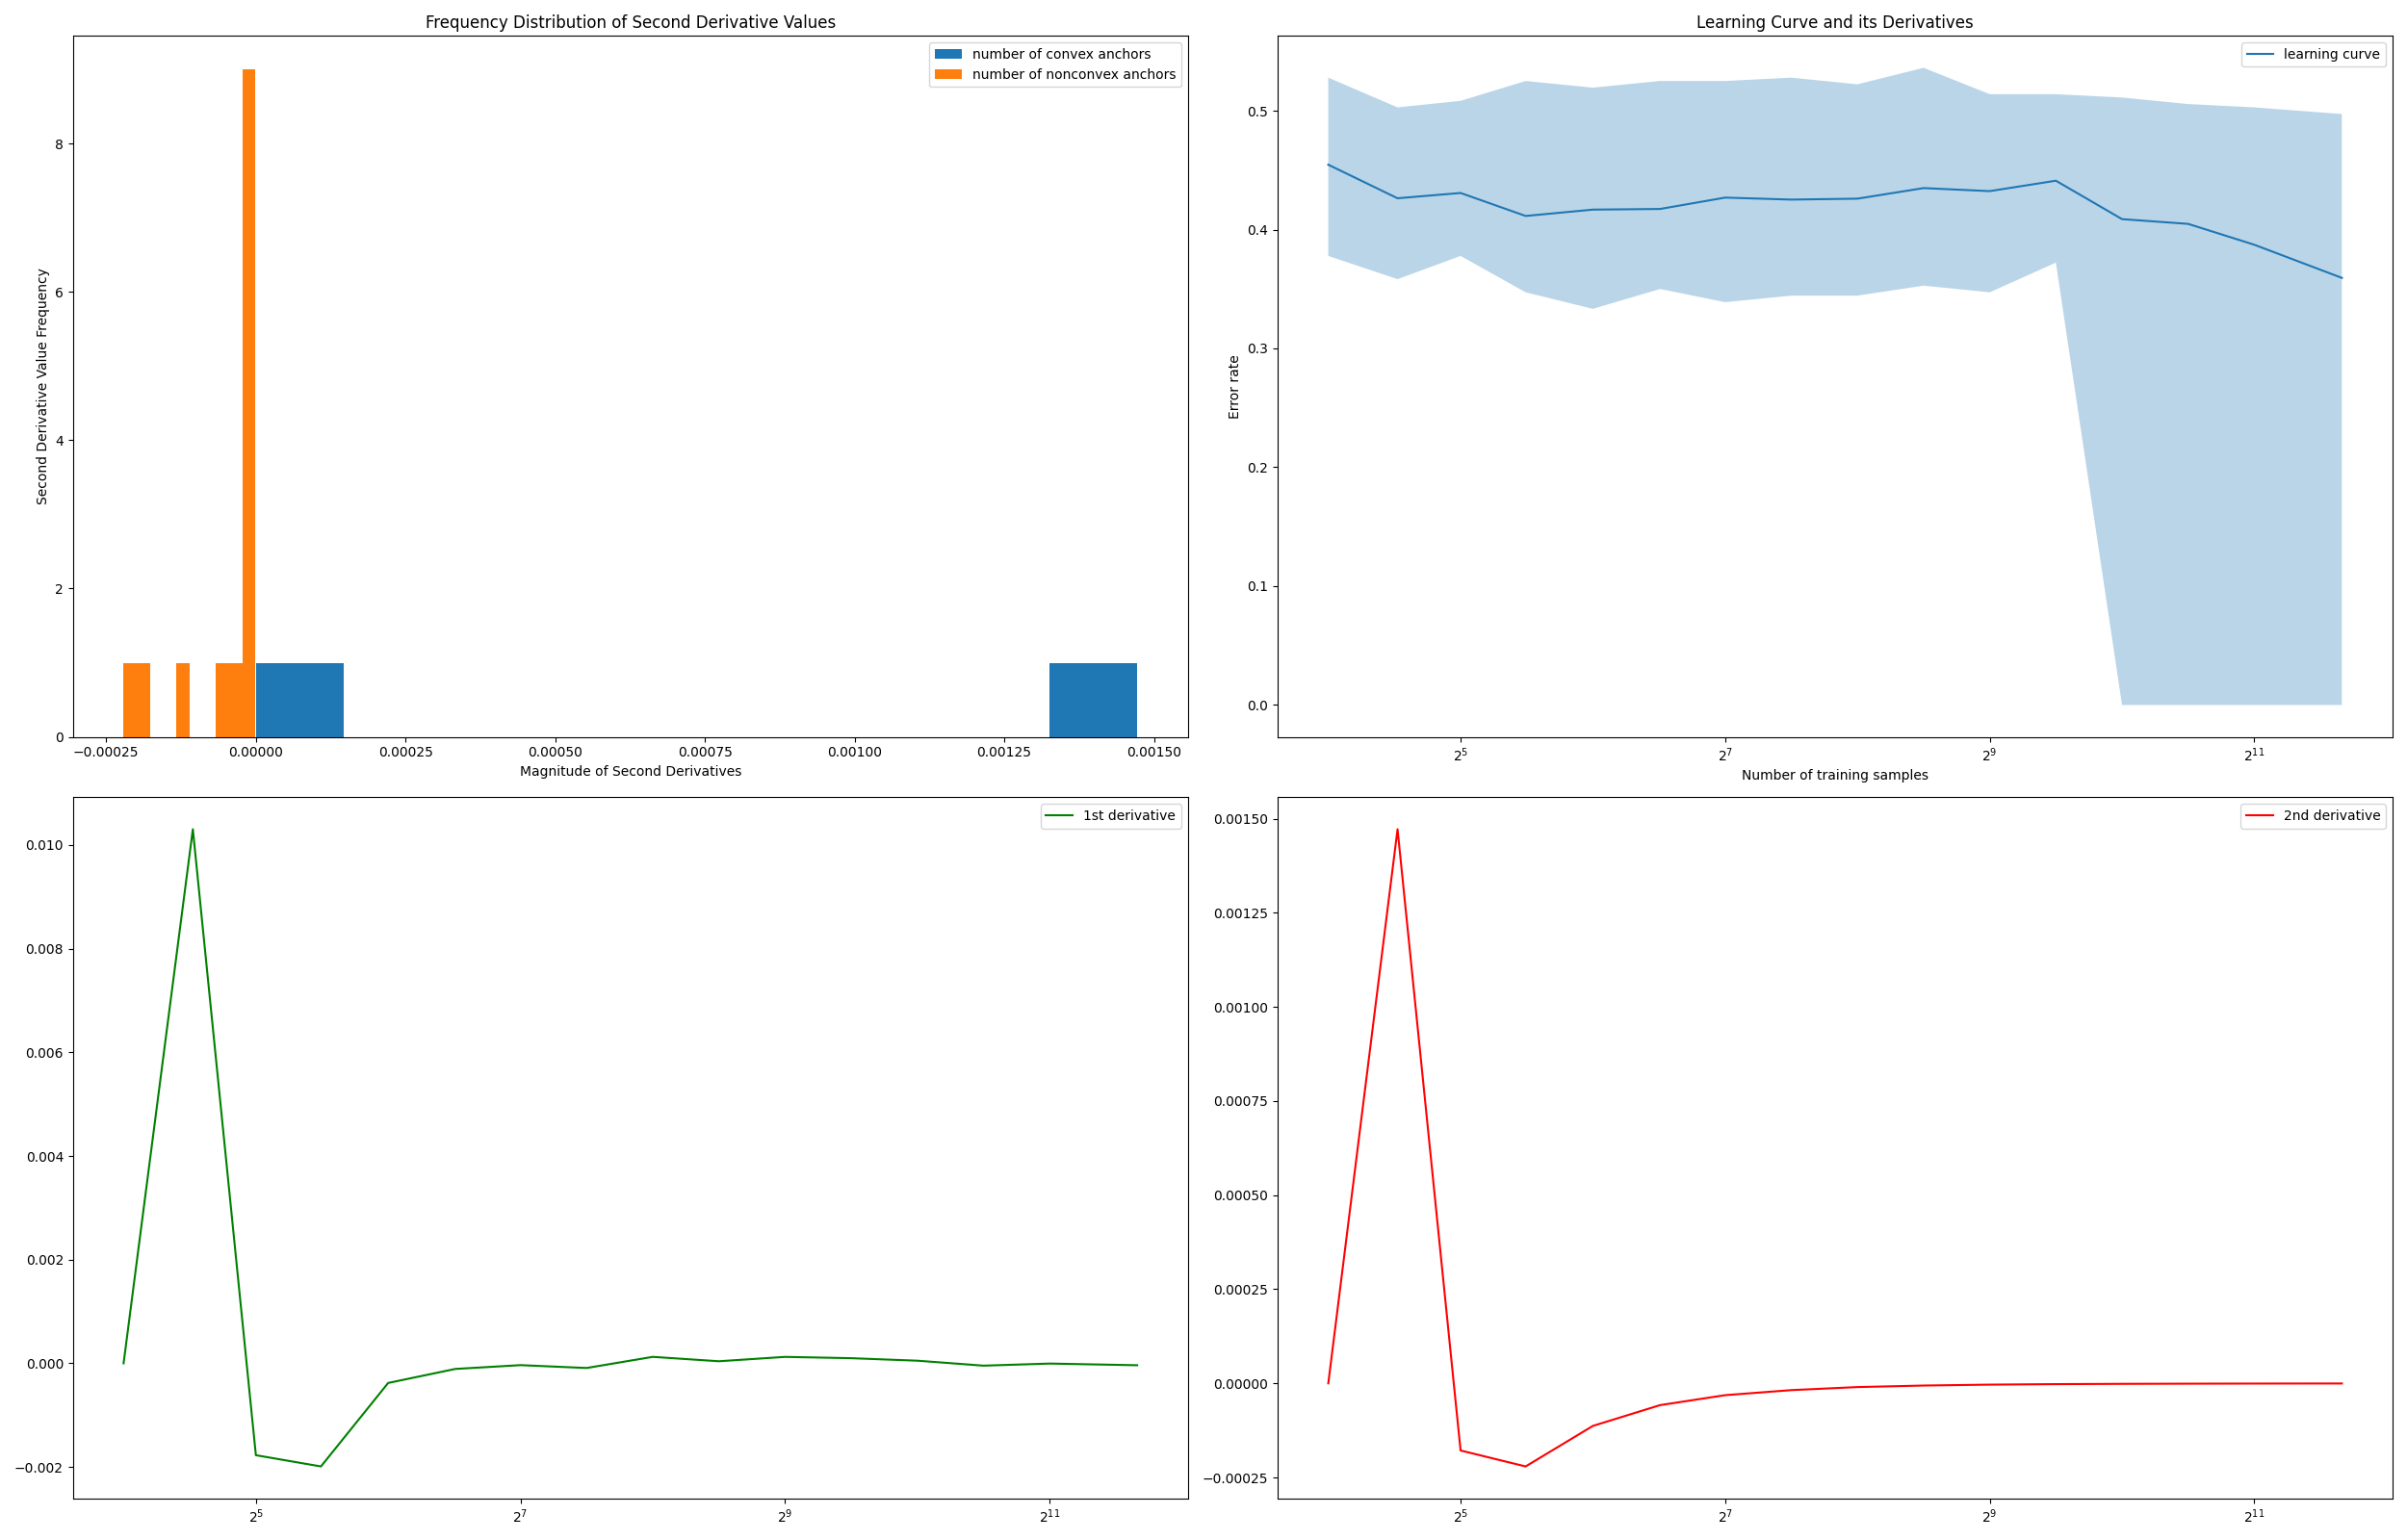 Frequency Distribution of Second Derivative Values
number of convex anchors
number of nonconvex anchors
Second Derivative Value Frequency
8
6
4
2
0
−0.00025 0.00000 0.00025 0.00050 0.00075 0.00100 0.00125 0.00150
Magnitude of Second Derivatives
Learning Curve and its Derivatives
learning curve
Error rate
0.5
0.4
0.3
0.2
0.1
0.0
2⁵ 2⁷ 2⁹ 2¹¹
Number of training samples
1st derivative
0.010
0.008
0.006
0.004
0.002
0.000
−0.002
2⁵ 2⁷ 2⁹ 2¹¹
2nd derivative
0.00150
0.00125
0.00100
0.00075
0.00050
0.00025
0.00000
−0.00025
2⁵ 2⁷ 2⁹ 2¹¹